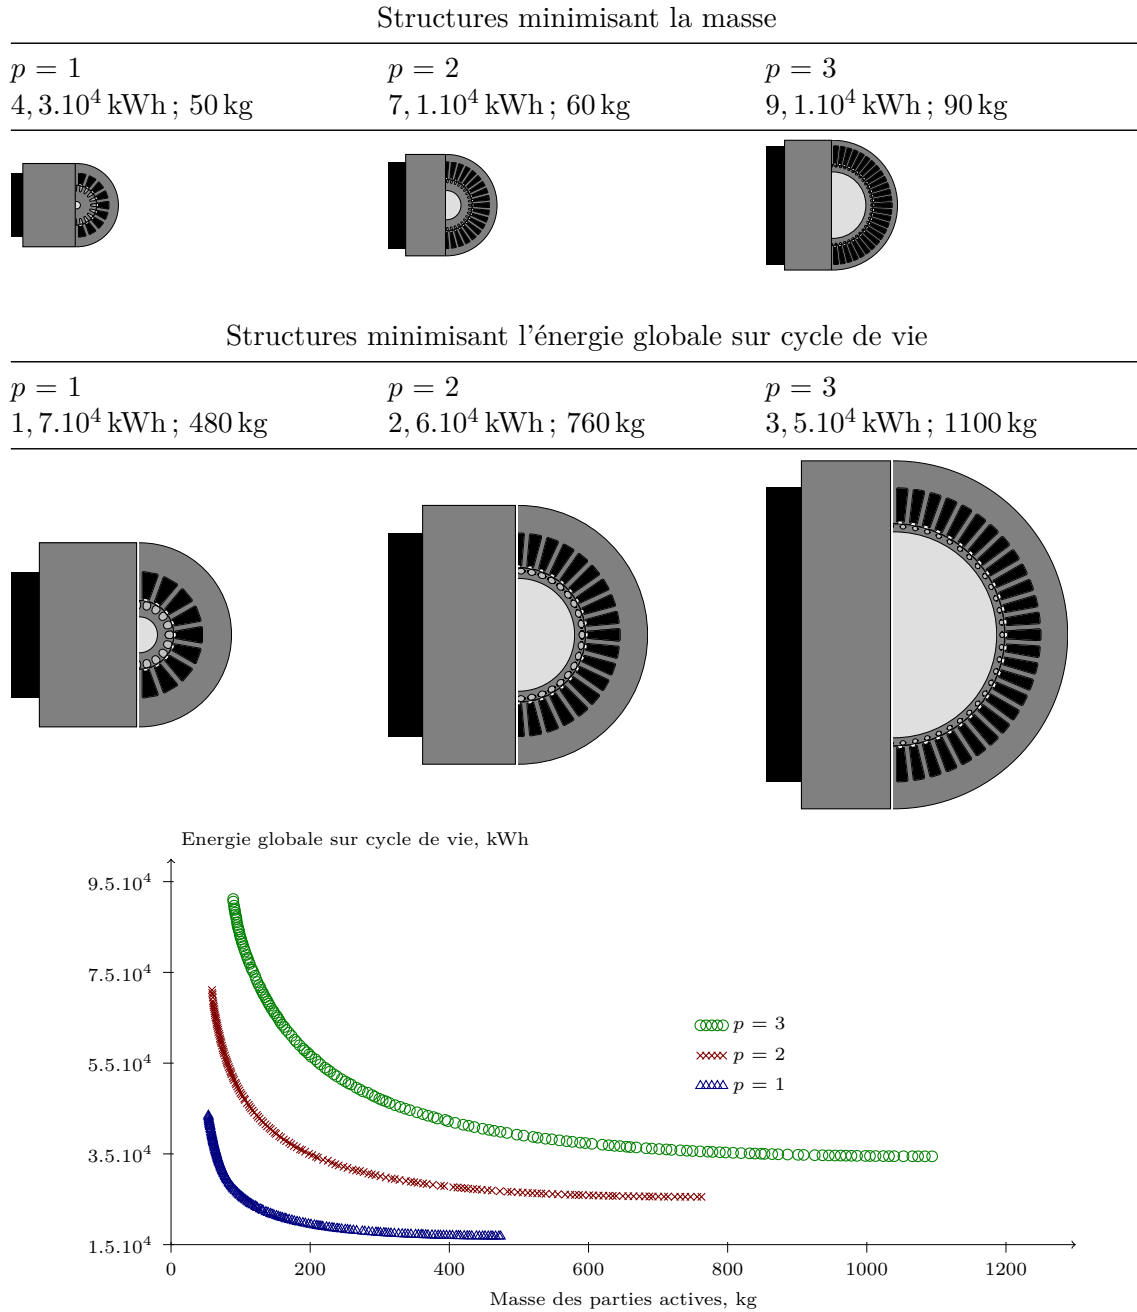 Structures minimisant la masse
p = 1
p = 2
p = 3
4, 3.10⁴ kWh ; 50 kg
7, 1.10⁴ kWh ; 60 kg
9, 1.10⁴ kWh ; 90 kg
Structures minimisant l'énergie globale sur cycle de vie
p = 1
p = 2
p = 3
1, 7.10⁴ kWh ; 480 kg
2, 6.10⁴ kWh ; 760 kg
3, 5.10⁴ kWh ; 1100 kg
Energie globale sur cycle de vie, kWh
9.5.10⁴
7.5.10⁴
5.5.10⁴
3.5.10⁴
1.5.10⁴
p = 3
p = 2
p = 1
0
200
400
600
800
1000
1200
Masse des parties actives, kg